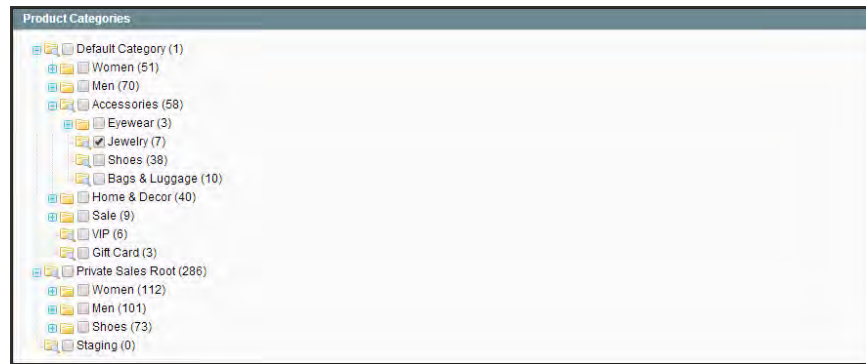 Product Categories
Default Category (1)
Women (51)
Men (70)
Accessories (58)
Eyewear (3)
Jewelry (7)
Shoes (38)
Bags & Luggage (10)
Home & Decor (40)
Sale (9)
VIP (6)
Gift Card (3)
Private Sales Root (286)
Women (112)
Men (101)
Shoes (73)
Staging (0)